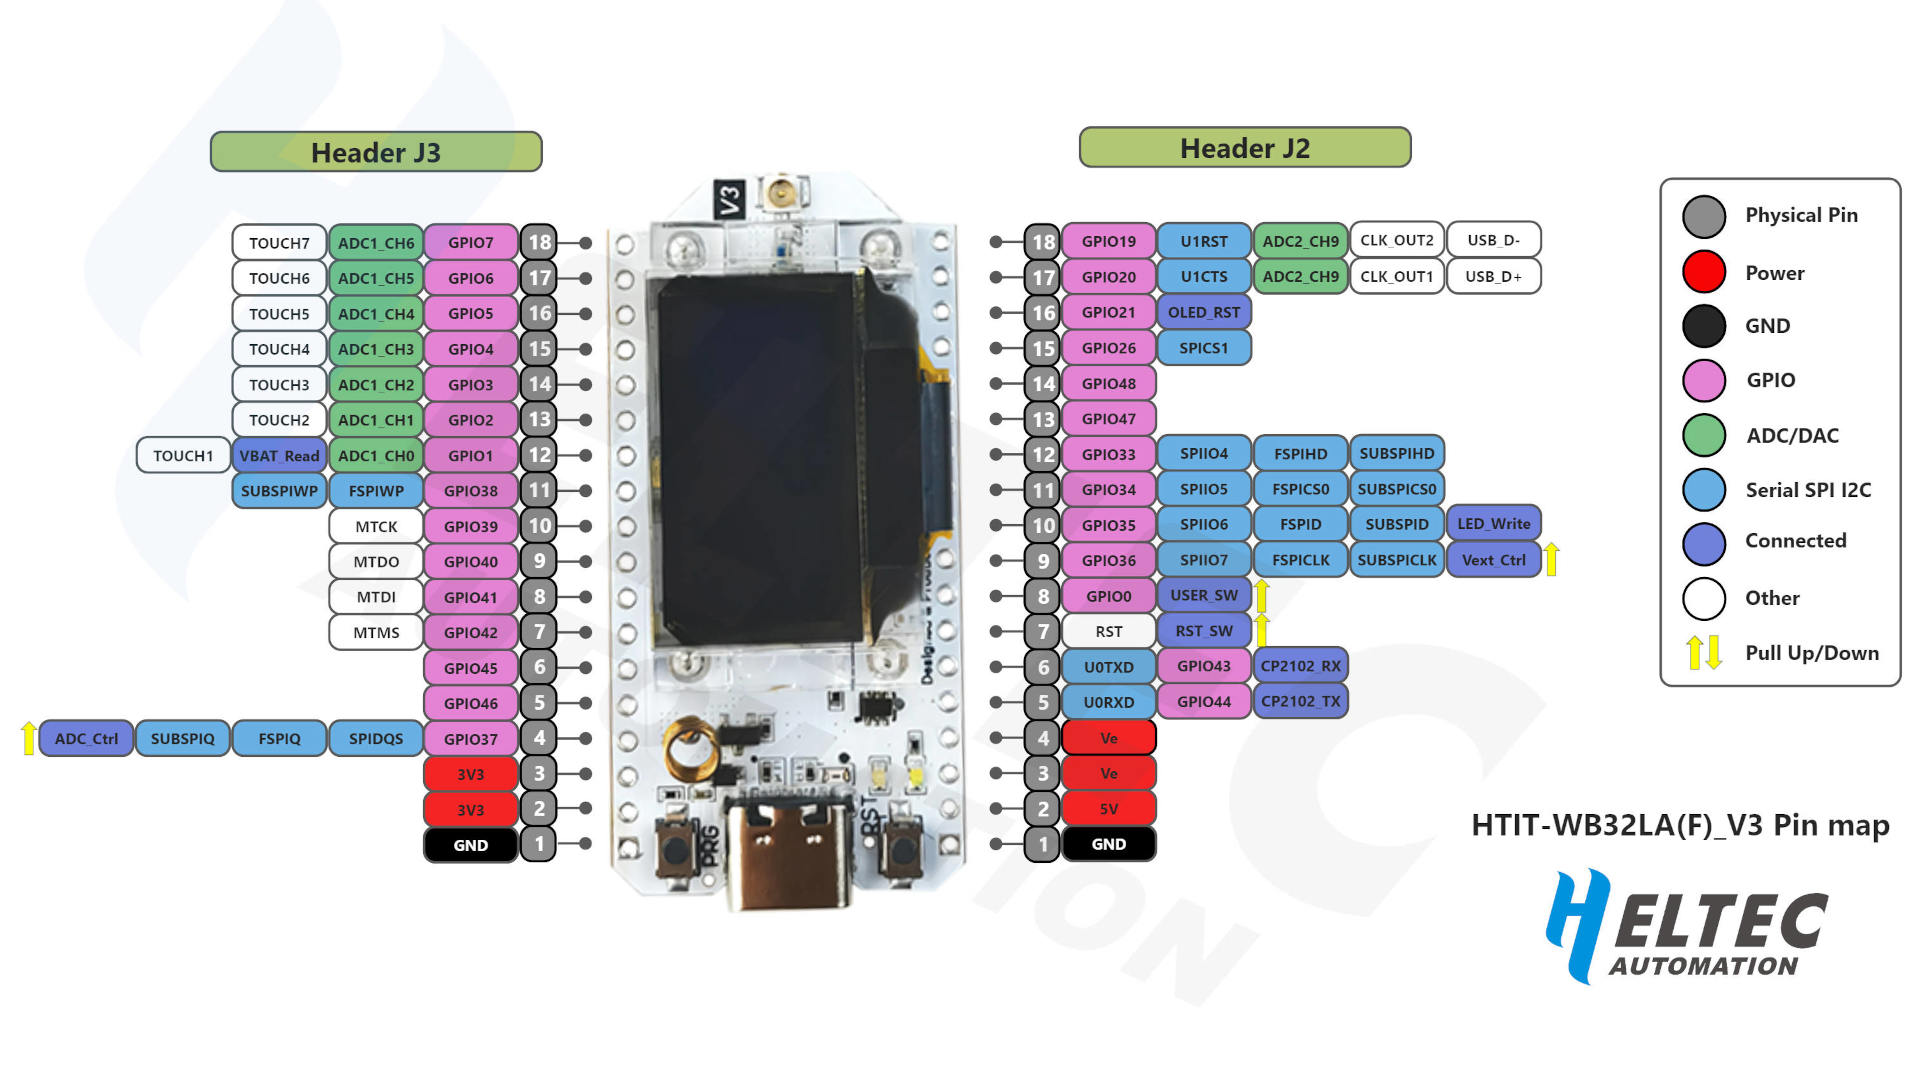 Header J3
Header J2
V3
TOUCH7 ADC1_CH6 GPIO7 18
TOUCH6 ADC1_CH5 GPIO6 17
TOUCH5 ADC1_CH4 GPIO5 16
TOUCH4 ADC1_CH3 GPIO4 15
TOUCH3 ADC1_CH2 GPIO3 14
TOUCH2 ADC1_CH1 GPIO2 13
TOUCH1 VBAT_Read ADC1_CH0 GPIO1 12
SUBSPIWP FSPIWP GPIO38 11
MTCK GPIO39 10
MTDO GPIO40 9
MTDI GPIO41 8
MTMS GPIO42 7
GPIO45 6
GPIO46 5
ADC_Ctrl SUBSPIQ FSPIQ SPIDQS GPIO37 4
3V3 3
3V3 2
GND 1
PRG
RST
18 GPIO19 U1RST ADC2_CH9 CLK_OUT2 USB_D-
17 GPIO20 U1CTS ADC2_CH9 CLK_OUT1 USB_D+
16 GPIO21 OLED_RST
15 GPIO26 SPICS1
14 GPIO48
13 GPIO47
12 GPIO33 SPIIO4 FSPIHD SUBSPIHD
11 GPIO34 SPIIO5 FSPICS0 SUBSPICS0
10 GPIO35 SPIIO6 FSPID SUBSPID LED_Write
9 GPIO36 SPIIO7 FSPICLK SUBSPICLK Vext_Ctrl
8 GPIO0 USER_SW
7 RST RST_SW
6 U0TXD GPIO43 CP2102_RX
5 U0RXD GPIO44 CP2102_TX
4 Ve
3 Ve
2 5V
1 GND
Physical Pin
Power
GND
GPIO
ADC/DAC
Serial SPI I2C
Connected
Other
Pull Up/Down
HTIT-WB32LA(F)_V3 Pin map
HELTEC
AUTOMATION